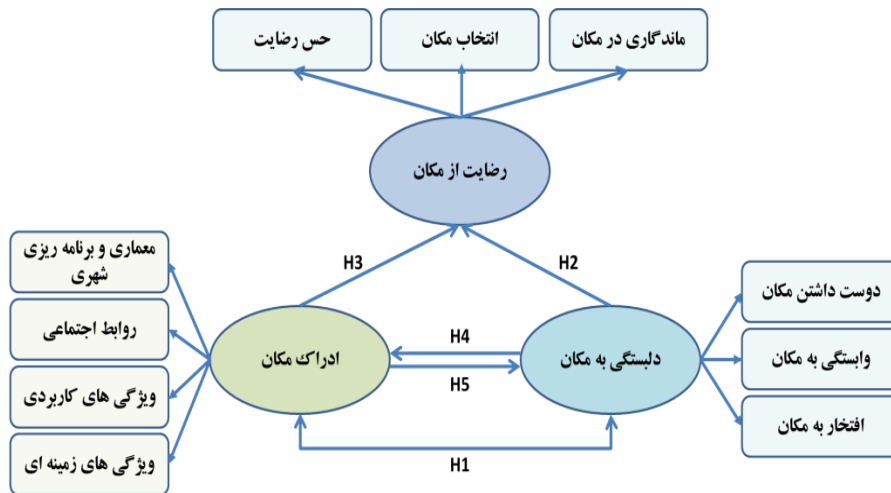 ماندگاری در مکان
انتخاب مکان
حس رضایت
رضایت از مکان
H3
H2
معماری و برنامه ریزی
شهری
روابط اجتماعی
ویژگی های کاربردی
ویژگی های زمینه ای
ادراک مکان
H4
H5
دلبستگی به مکان
دوست داشتن مکان
وابستگی به مکان
افتخار به مکان
H1